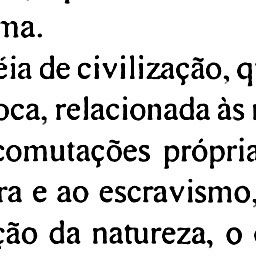 ma.
éia de civilização, q
oca, relacionada às
comutações própria
ra e ao escravismo,
ção da natureza, o